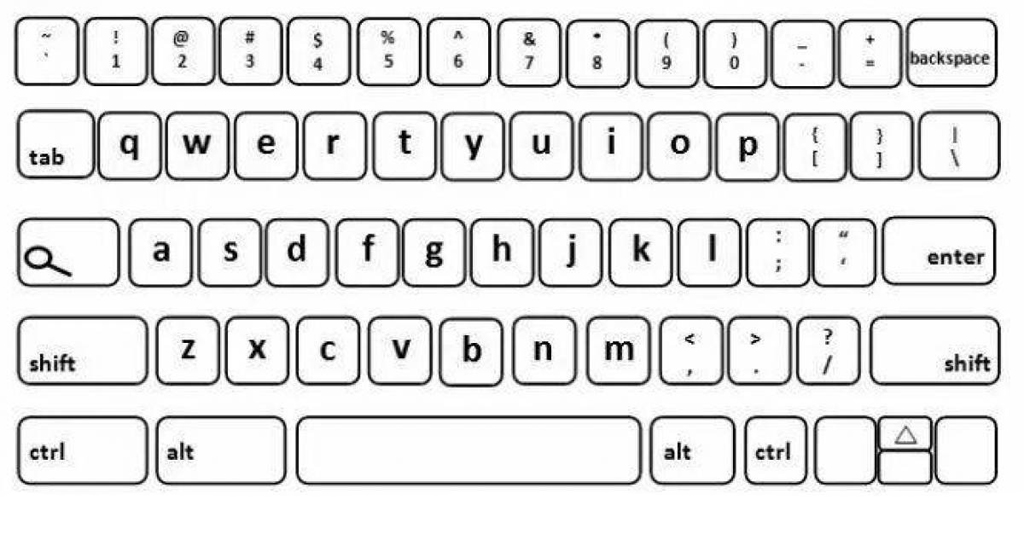 ~ ! @ # $ % ^ & * ( ) _ + backspace
` 1 2 3 4 5 6 7 8 9 0 - =
tab q w e r t y u i o p { } |
[ ] \
a s d f g h j k l : “ enter
; ‘
shift z x c v b n m < > ? shift
, . /
ctrl alt alt ctrl